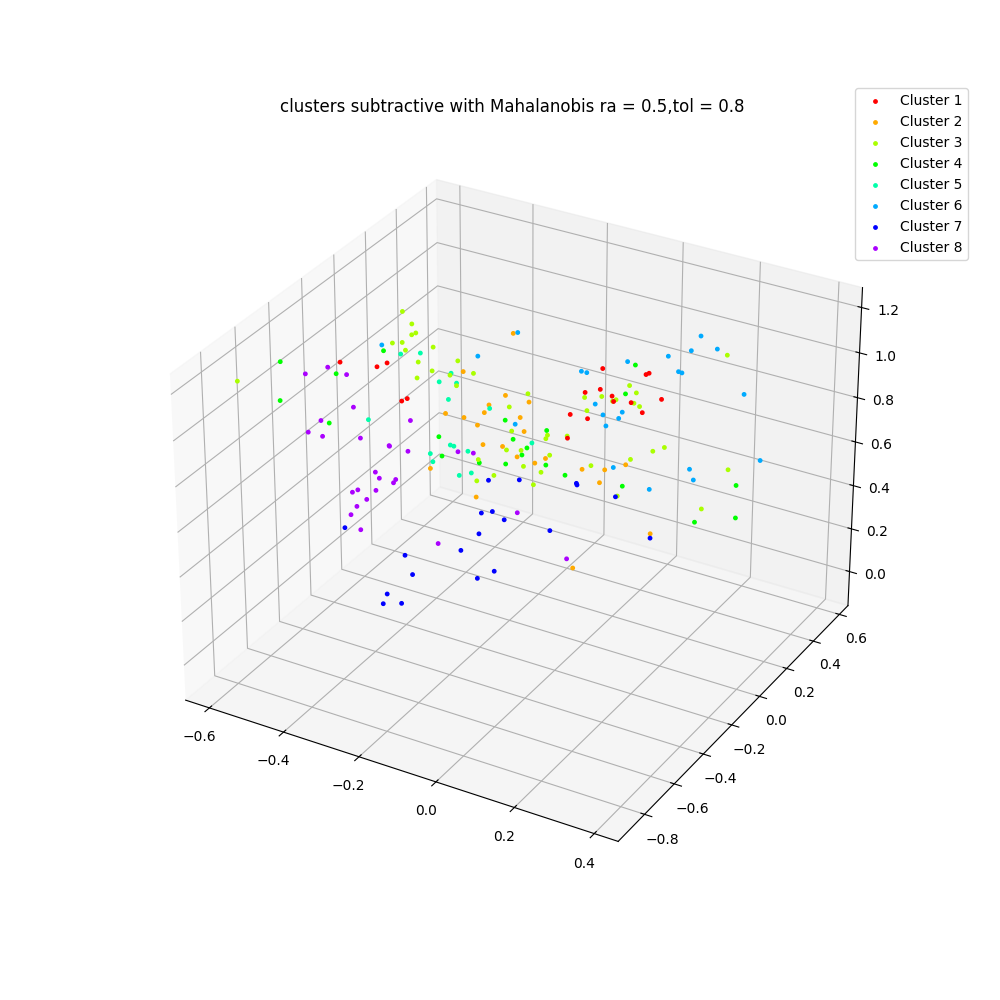 clusters subtractive with Mahalanobis ra = 0.5,tol = 0.8
Cluster 1
Cluster 2
Cluster 3
Cluster 4
Cluster 5
Cluster 6
Cluster 7
Cluster 8
1.2
1.0
0.8
0.6
0.4
0.2
0.0
0.6
0.4
0.2
0.0
−0.2
−0.4
−0.6
−0.8
−0.6
−0.4
−0.2
0.0
0.2
0.4